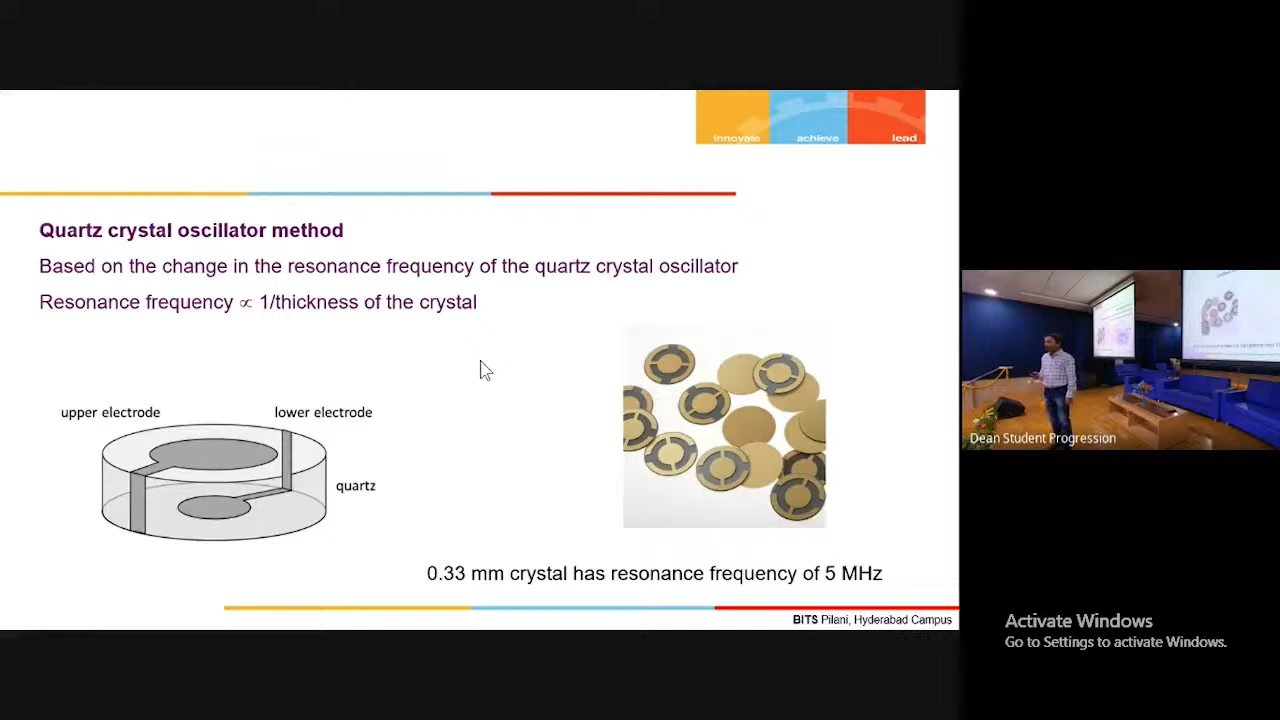 innovate achieve lead
Quartz crystal oscillator method
Based on the change in the resonance frequency of the quartz crystal oscillator
Resonance frequency ∝ 1/thickness of the crystal
upper electrode
lower electrode
quartz
0.33 mm crystal has resonance frequency of 5 MHz
BITS Pilani, Hyderabad Campus
Dean Student Progression
Activate Windows
Go to Settings to activate Windows.